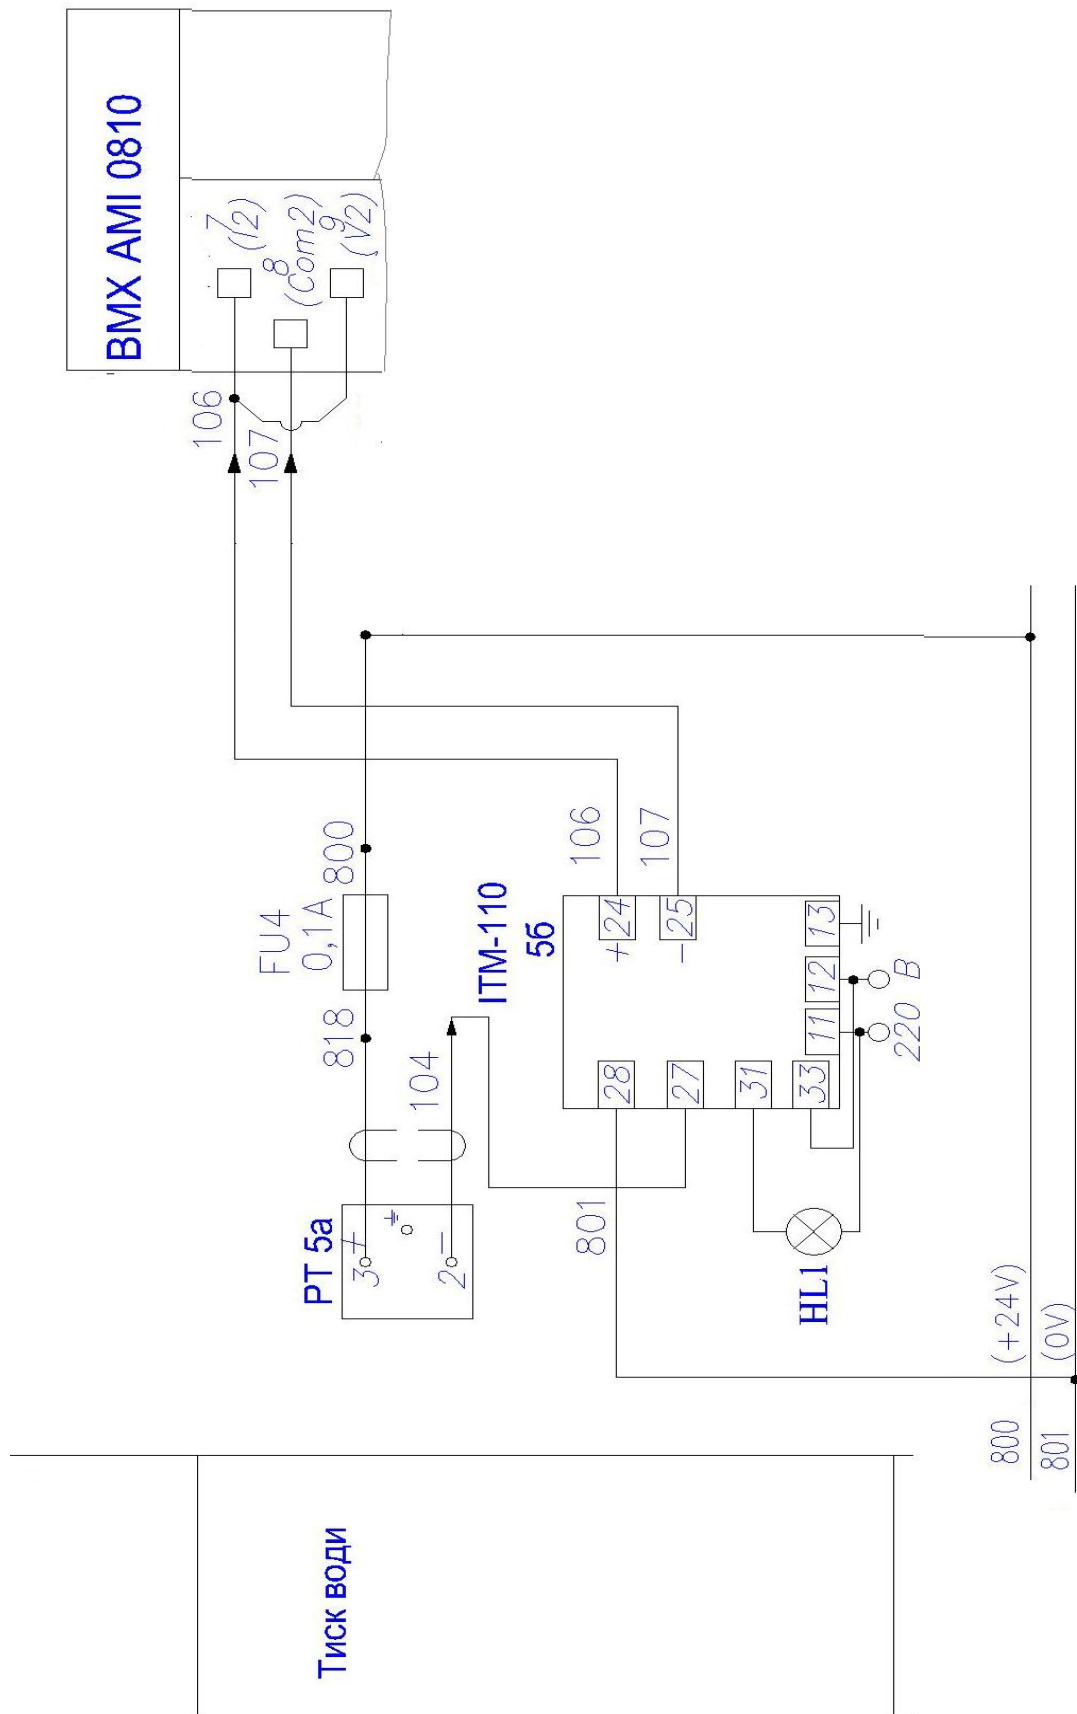 BMX AMI 0810
7
(I2)
8
(Com2)
9
(V2)
106
107
800
FU4
0,1A
818
104
106
107
ITM-110
5б
+
24
-
25
13
12
11
28
27
31
33
220 В
РТ 5а
3
+
2
-
801
HL1
(+24V)
(0V)
800
801
Тиск води